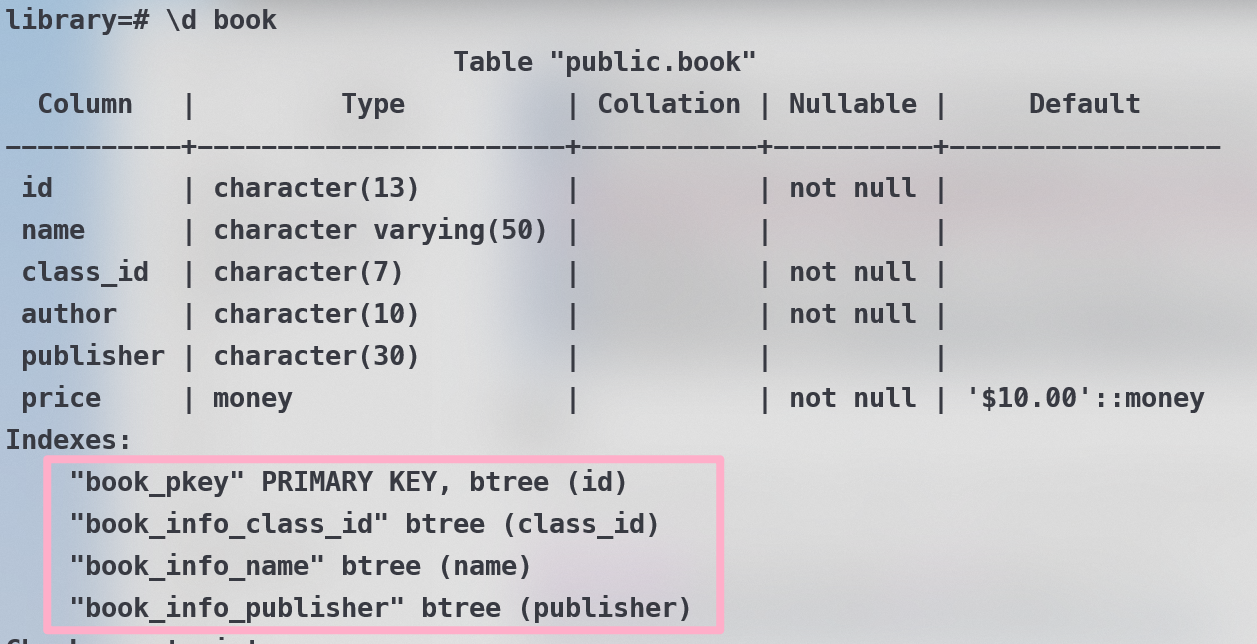 library=# \d book
Table "public.book"
Column | Type | Collation | Nullable | Default
-----------+-----------------------+-----------+----------+-----------------
id | character(13) | | not null |
name | character varying(50) | | |
class_id | character(7) | | not null |
author | character(10) | | not null |
publisher | character(30) | | |
price | money | | not null | '$10.00'::money
Indexes:
"book_pkey" PRIMARY KEY, btree (id)
"book_info_class_id" btree (class_id)
"book_info_name" btree (name)
"book_info_publisher" btree (publisher)